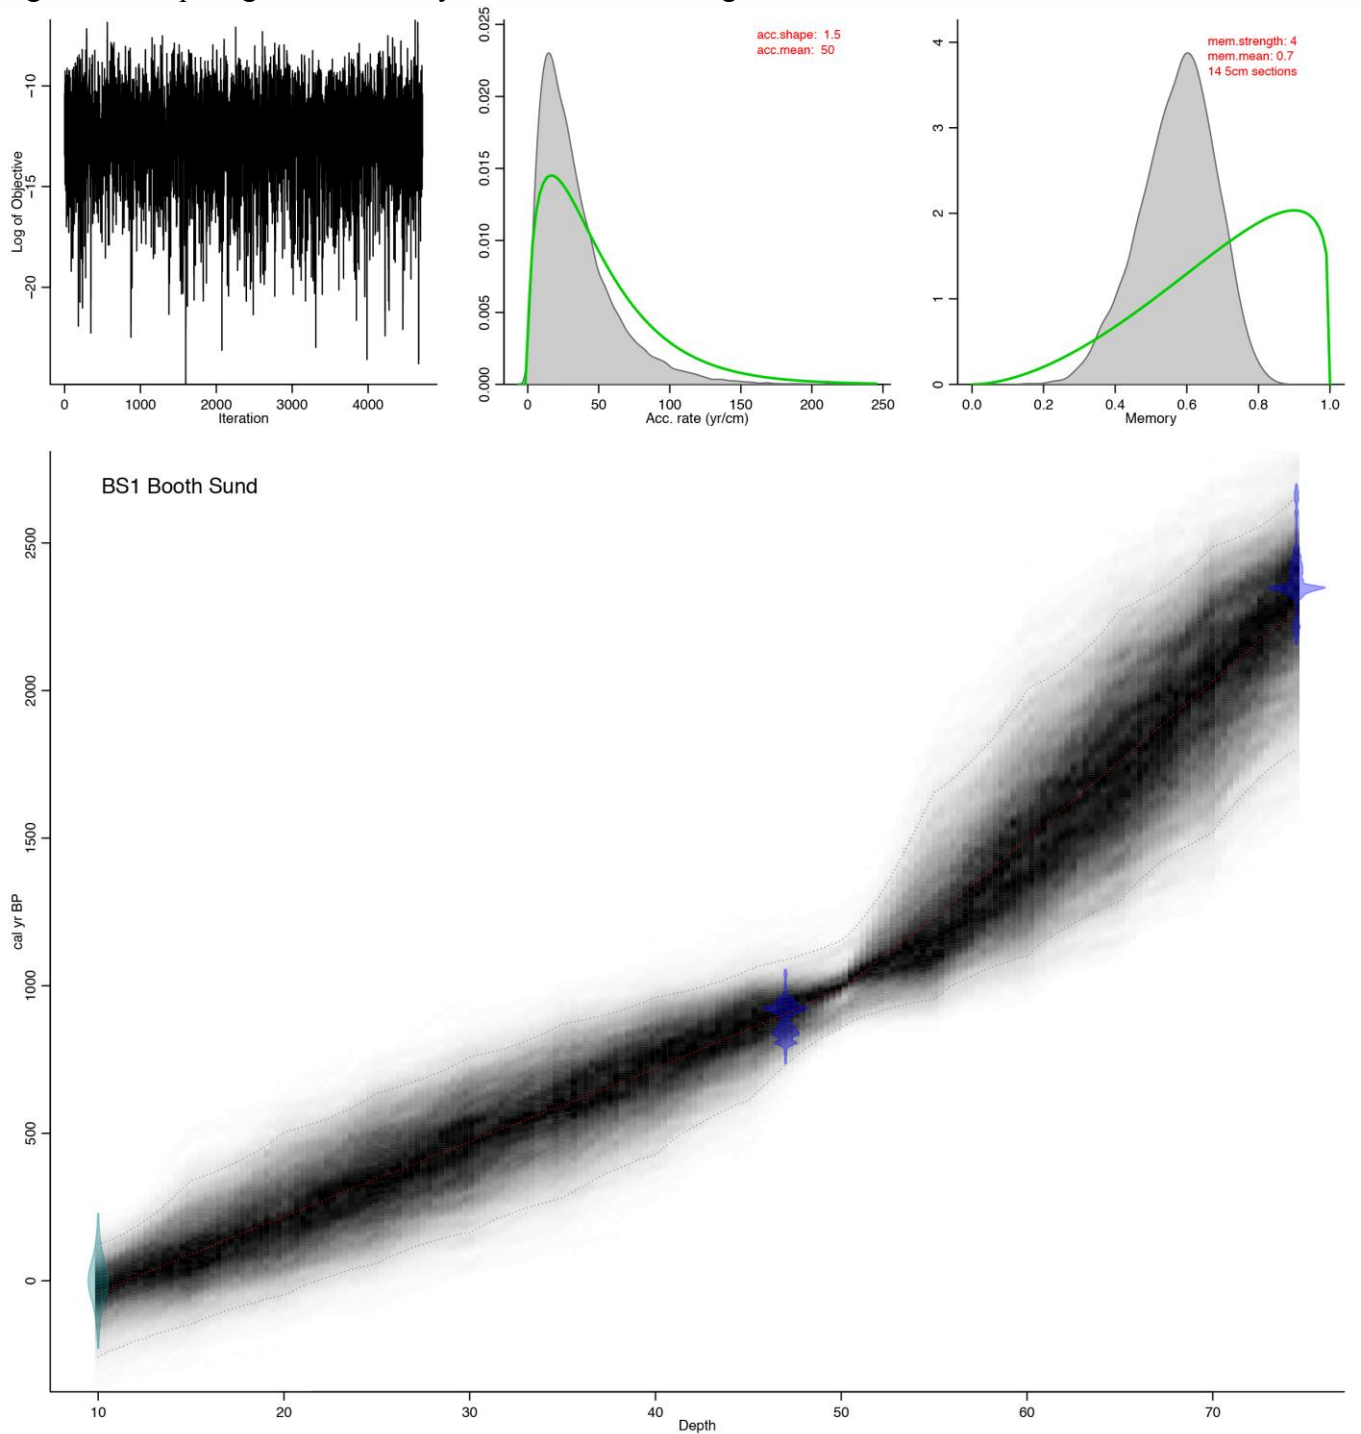 -10
-15
-20
Log of Objective
0 1000 2000 3000 4000
Iteration
0.025
0.020
0.015
0.010
0.005
0.000
acc.shape: 1.5
acc.mean: 50
0 50 100 150 200 250
Acc. rate (yr/cm)
4
3
2
1
0
mem.strength: 4
mem.mean: 0.7
14 5cm sections
0.0 0.2 0.4 0.6 0.8 1.0
Memory
BS1 Booth Sund
2500
2000
1500
1000
500
0
cal yr BP
10 20 30 40 50 60 70
Depth